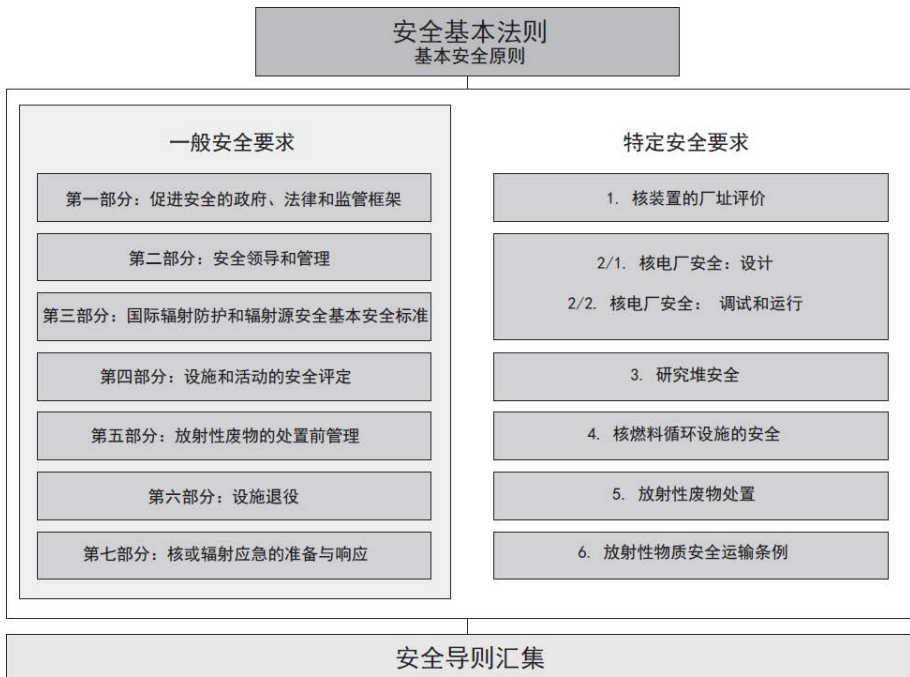 安全基本法则
基本安全原则
一般安全要求
第一部分：促进安全的政府、法律和监管框架
第二部分：安全领导和管理
第三部分：国际辐射防护和辐射源安全基本安全标准
第四部分：设施和活动的安全评定
第五部分：放射性废物的处置前管理
第六部分：设施退役
第七部分：核或辐射应急的准备与响应
特定安全要求
1. 核装置的厂址评价
2/1. 核电厂安全：设计
2/2. 核电厂安全： 调试和运行
3. 研究堆安全
4. 核燃料循环设施的安全
5. 放射性废物处置
6. 放射性物质安全运输条例
安全导则汇集